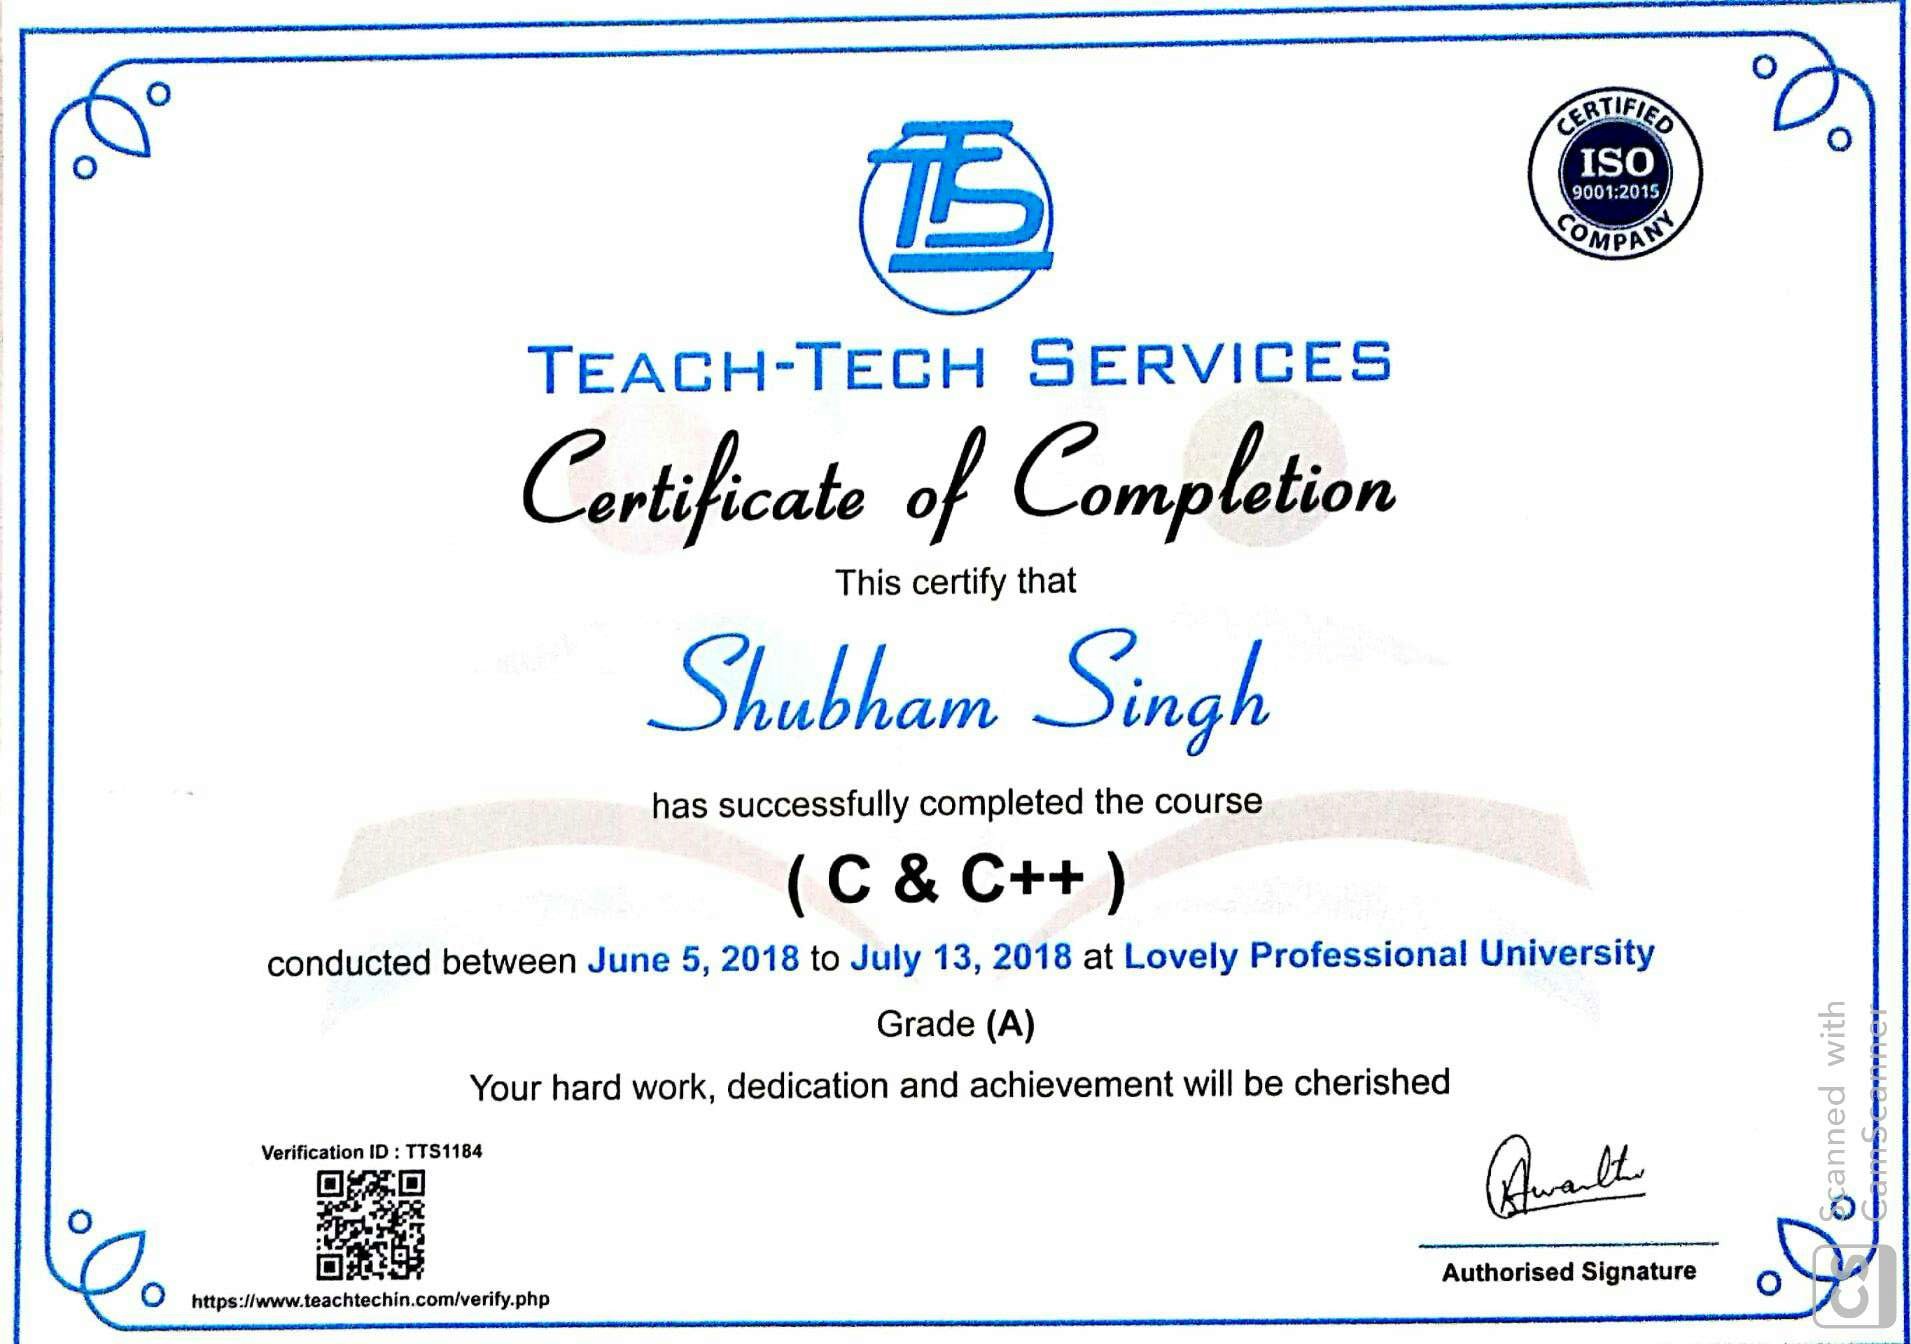 TTS
CERTIFIED
ISO
9001:2015
COMPANY
TEACH-TECH SERVICES
Certificate of Completion
This certify that
Shubham Singh
has successfully completed the course
( C & C++ )
conducted between June 5, 2018 to July 13, 2018 at Lovely Professional University
Grade (A)
Your hard work, dedication and achievement will be cherished
Verification ID : TTS1184
https://www.teachtechin.com/verify.php
Authorised Signature
Scanned with
CamScanner
CS